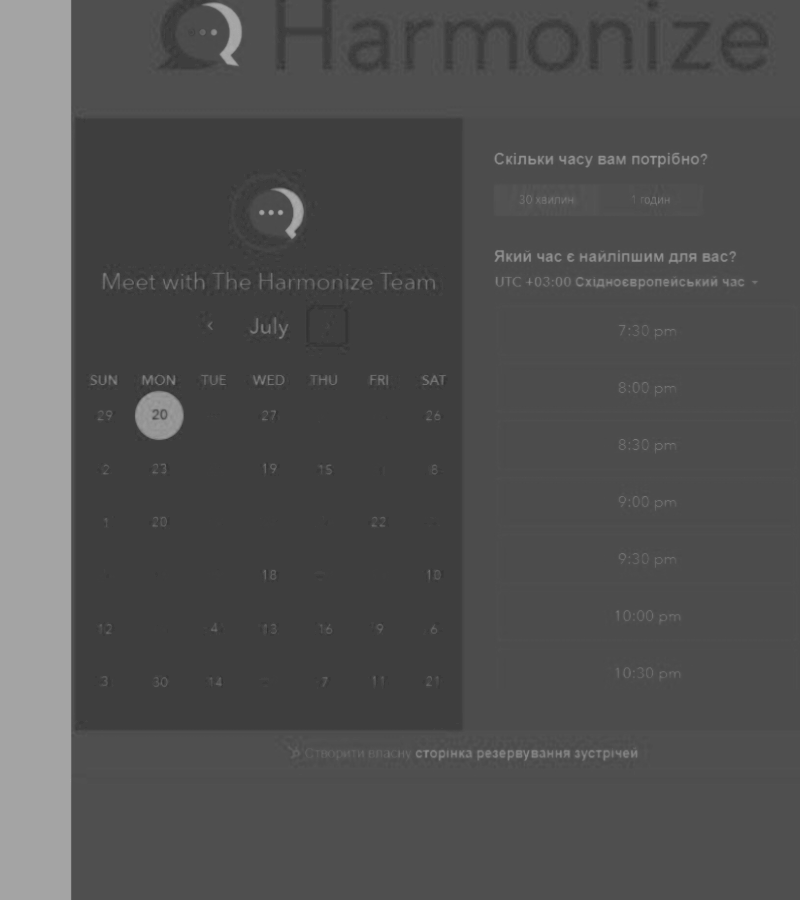 Harmonize
Meet with The Harmonize Team
July
SUN MON TUE WED THU FRI SAT
29 20 27 26
2 23 19 15 8
1 20 22
18 10
12 4 13 16 9 6
3 30 14 7 11 21
Скільки часу вам потрібно?
30 хвилин 1 годин
Який час є найліпшим для вас?
UTC +03:00 Східноєвропейський час
7:30 pm
8:00 pm
8:30 pm
9:00 pm
9:30 pm
10:00 pm
10:30 pm
Створити власну сторінка резервування зустрічей